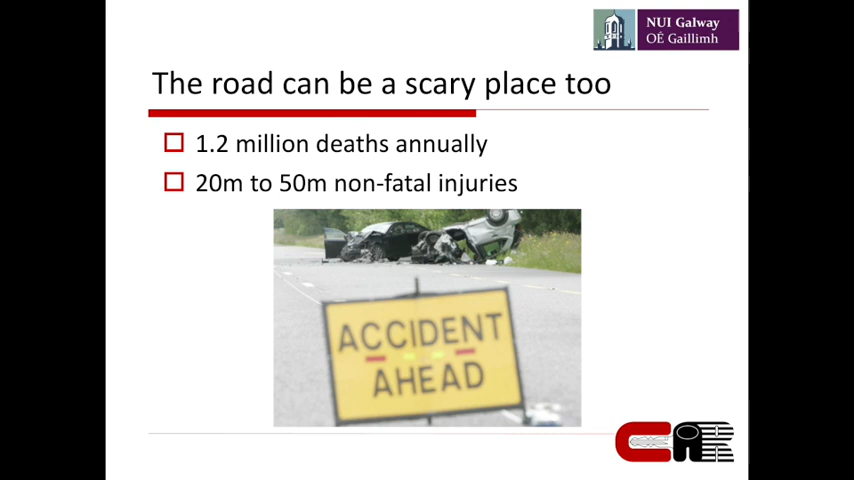 NUI Galway
OÉ Gaillimh
The road can be a scary place too
1.2 million deaths annually
20m to 50m non-fatal injuries
ACCIDENT
AHEAD
CAR